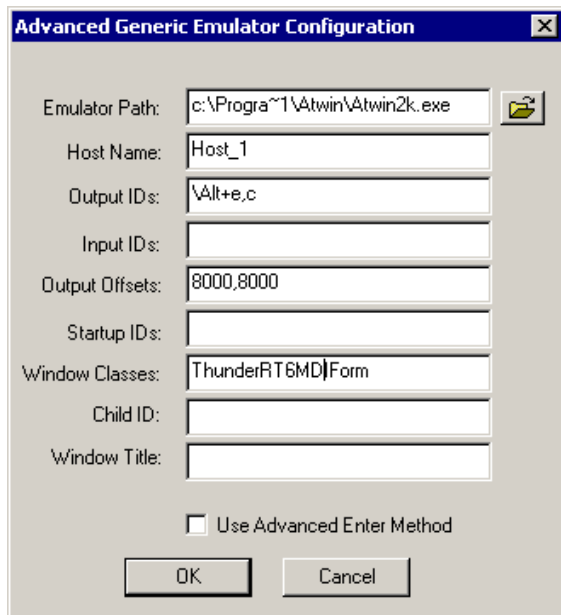 Advanced Generic Emulator Configuration
Emulator Path: c:\Progra~1\Atwin\Atwin2k.exe
Host Name: Host_1
Output IDs: \Alt+e,c
Input IDs:
Output Offsets: 8000,8000
Startup IDs:
Window Classes: ThunderRT6MDIForm
Child ID:
Window Title:
Use Advanced Enter Method
OK Cancel